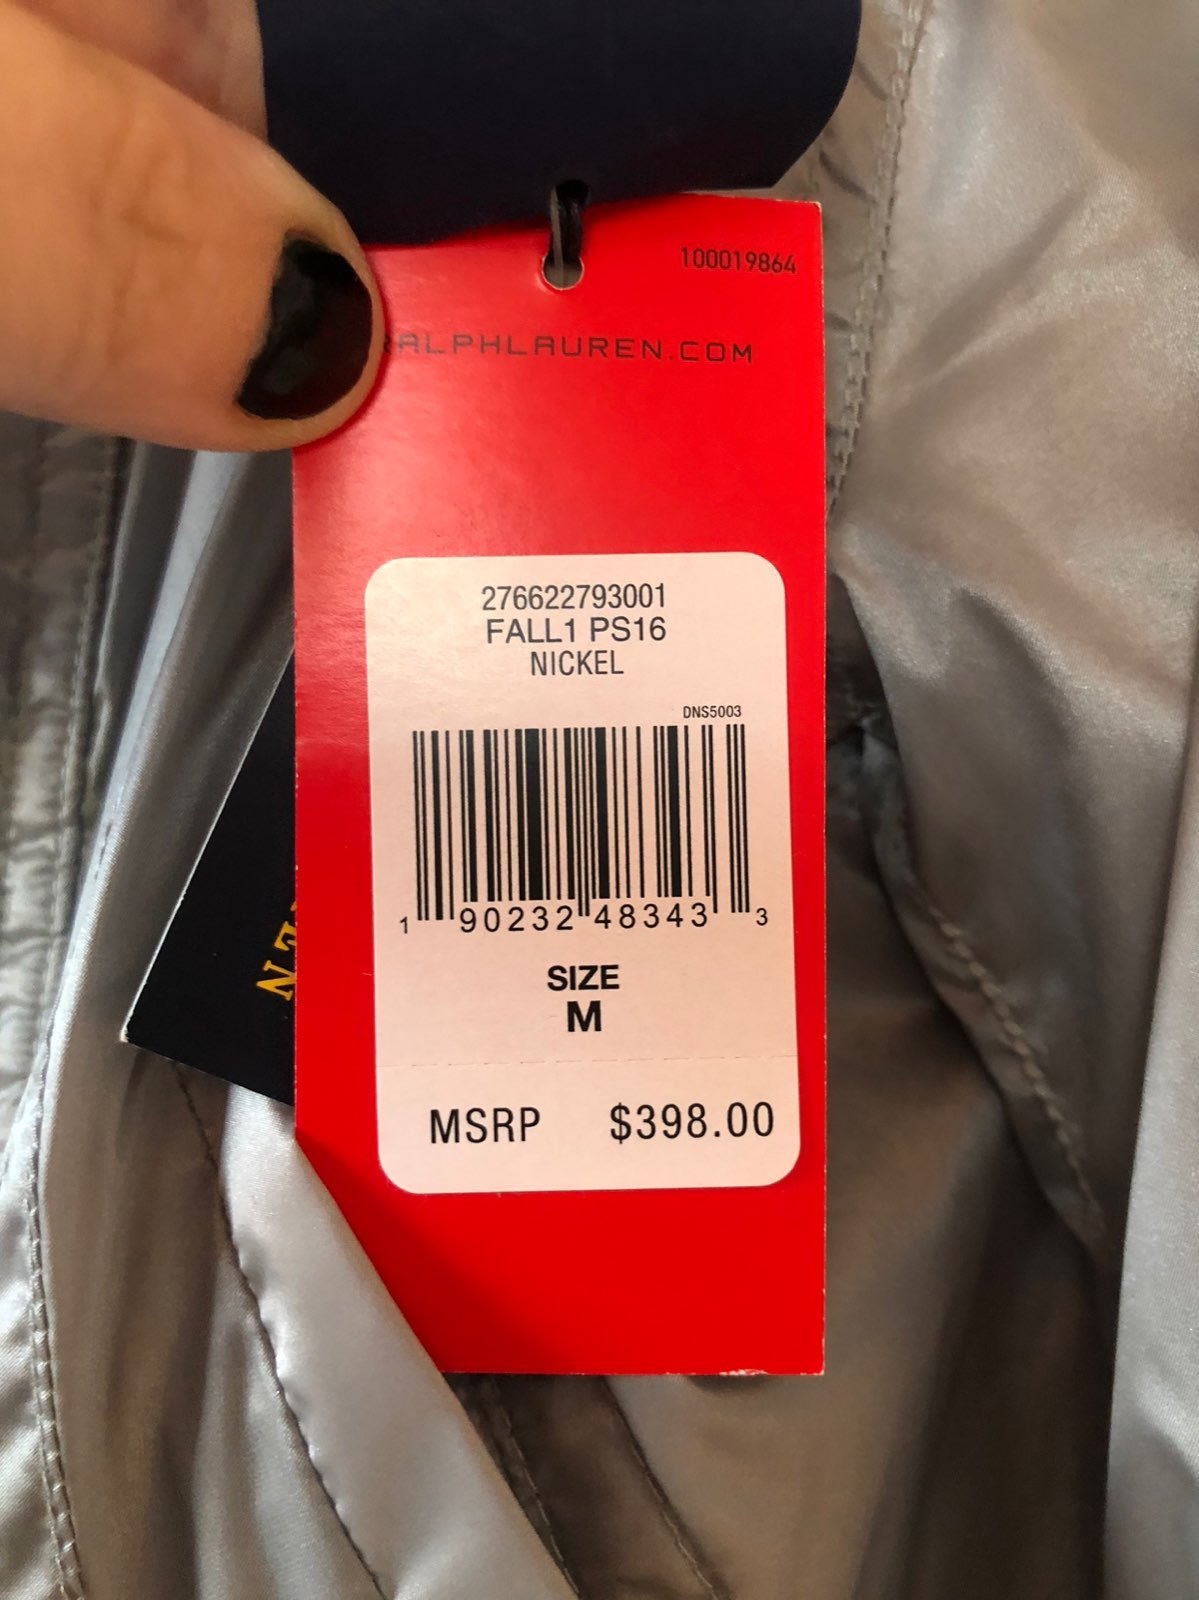 100019864
RALPHLAUREN.COM
276622793001
FALL1 PS16
NICKEL
DNS5003
1 90232 48343 3
SIZE
M
MSRP $398.00